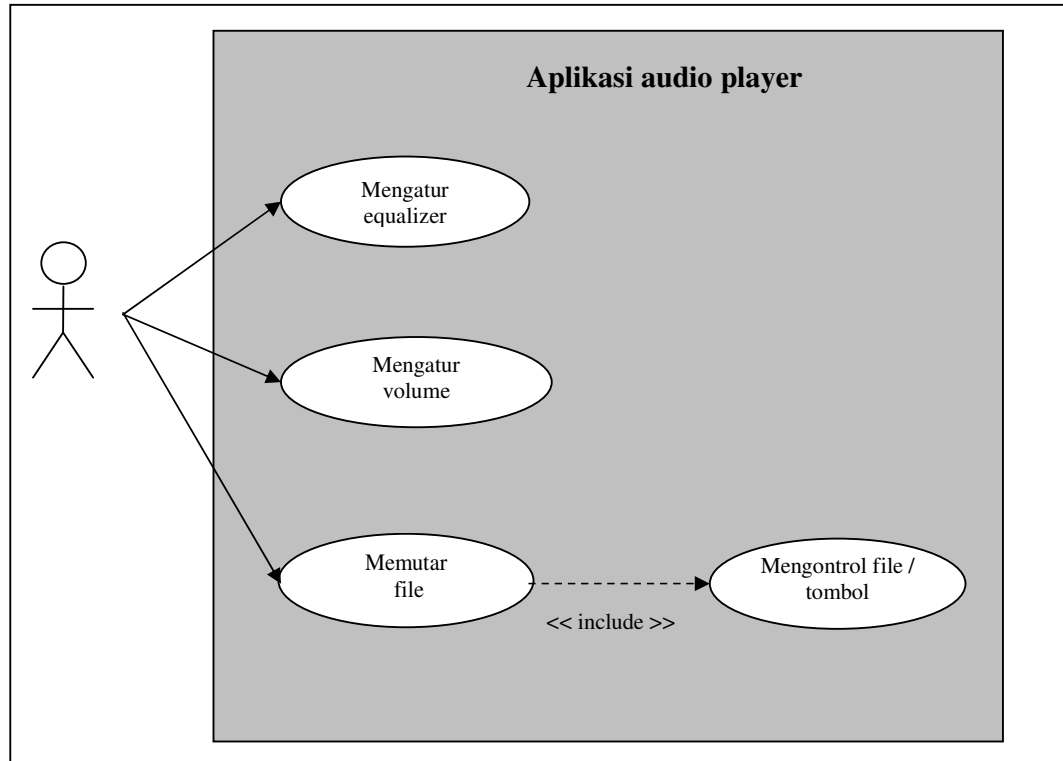 Aplikasi audio player
Mengatur
equalizer
Mengatur
volume
Memutar
file
<< include >>
Mengontrol file /
tombol